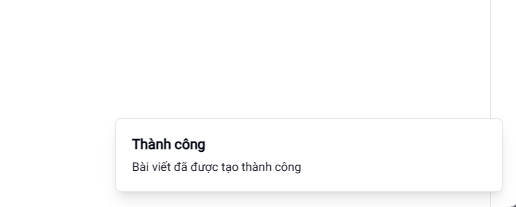 Thành công
Bài viết đã được tạo thành công